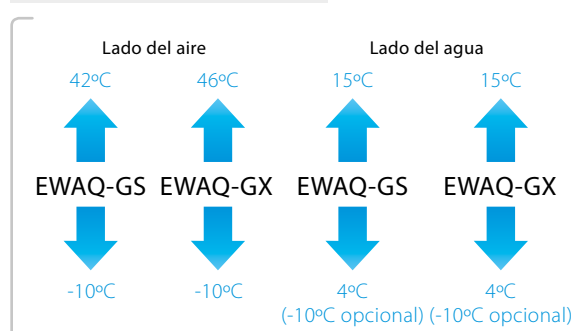 Lado del aire Lado del agua
42ºC 46ºC 15ºC 15ºC
EWAQ-GS EWAQ-GX EWAQ-GS EWAQ-GX
-10ºC -10ºC 4ºC 4ºC
(-10ºC opcional) (-10ºC opcional)